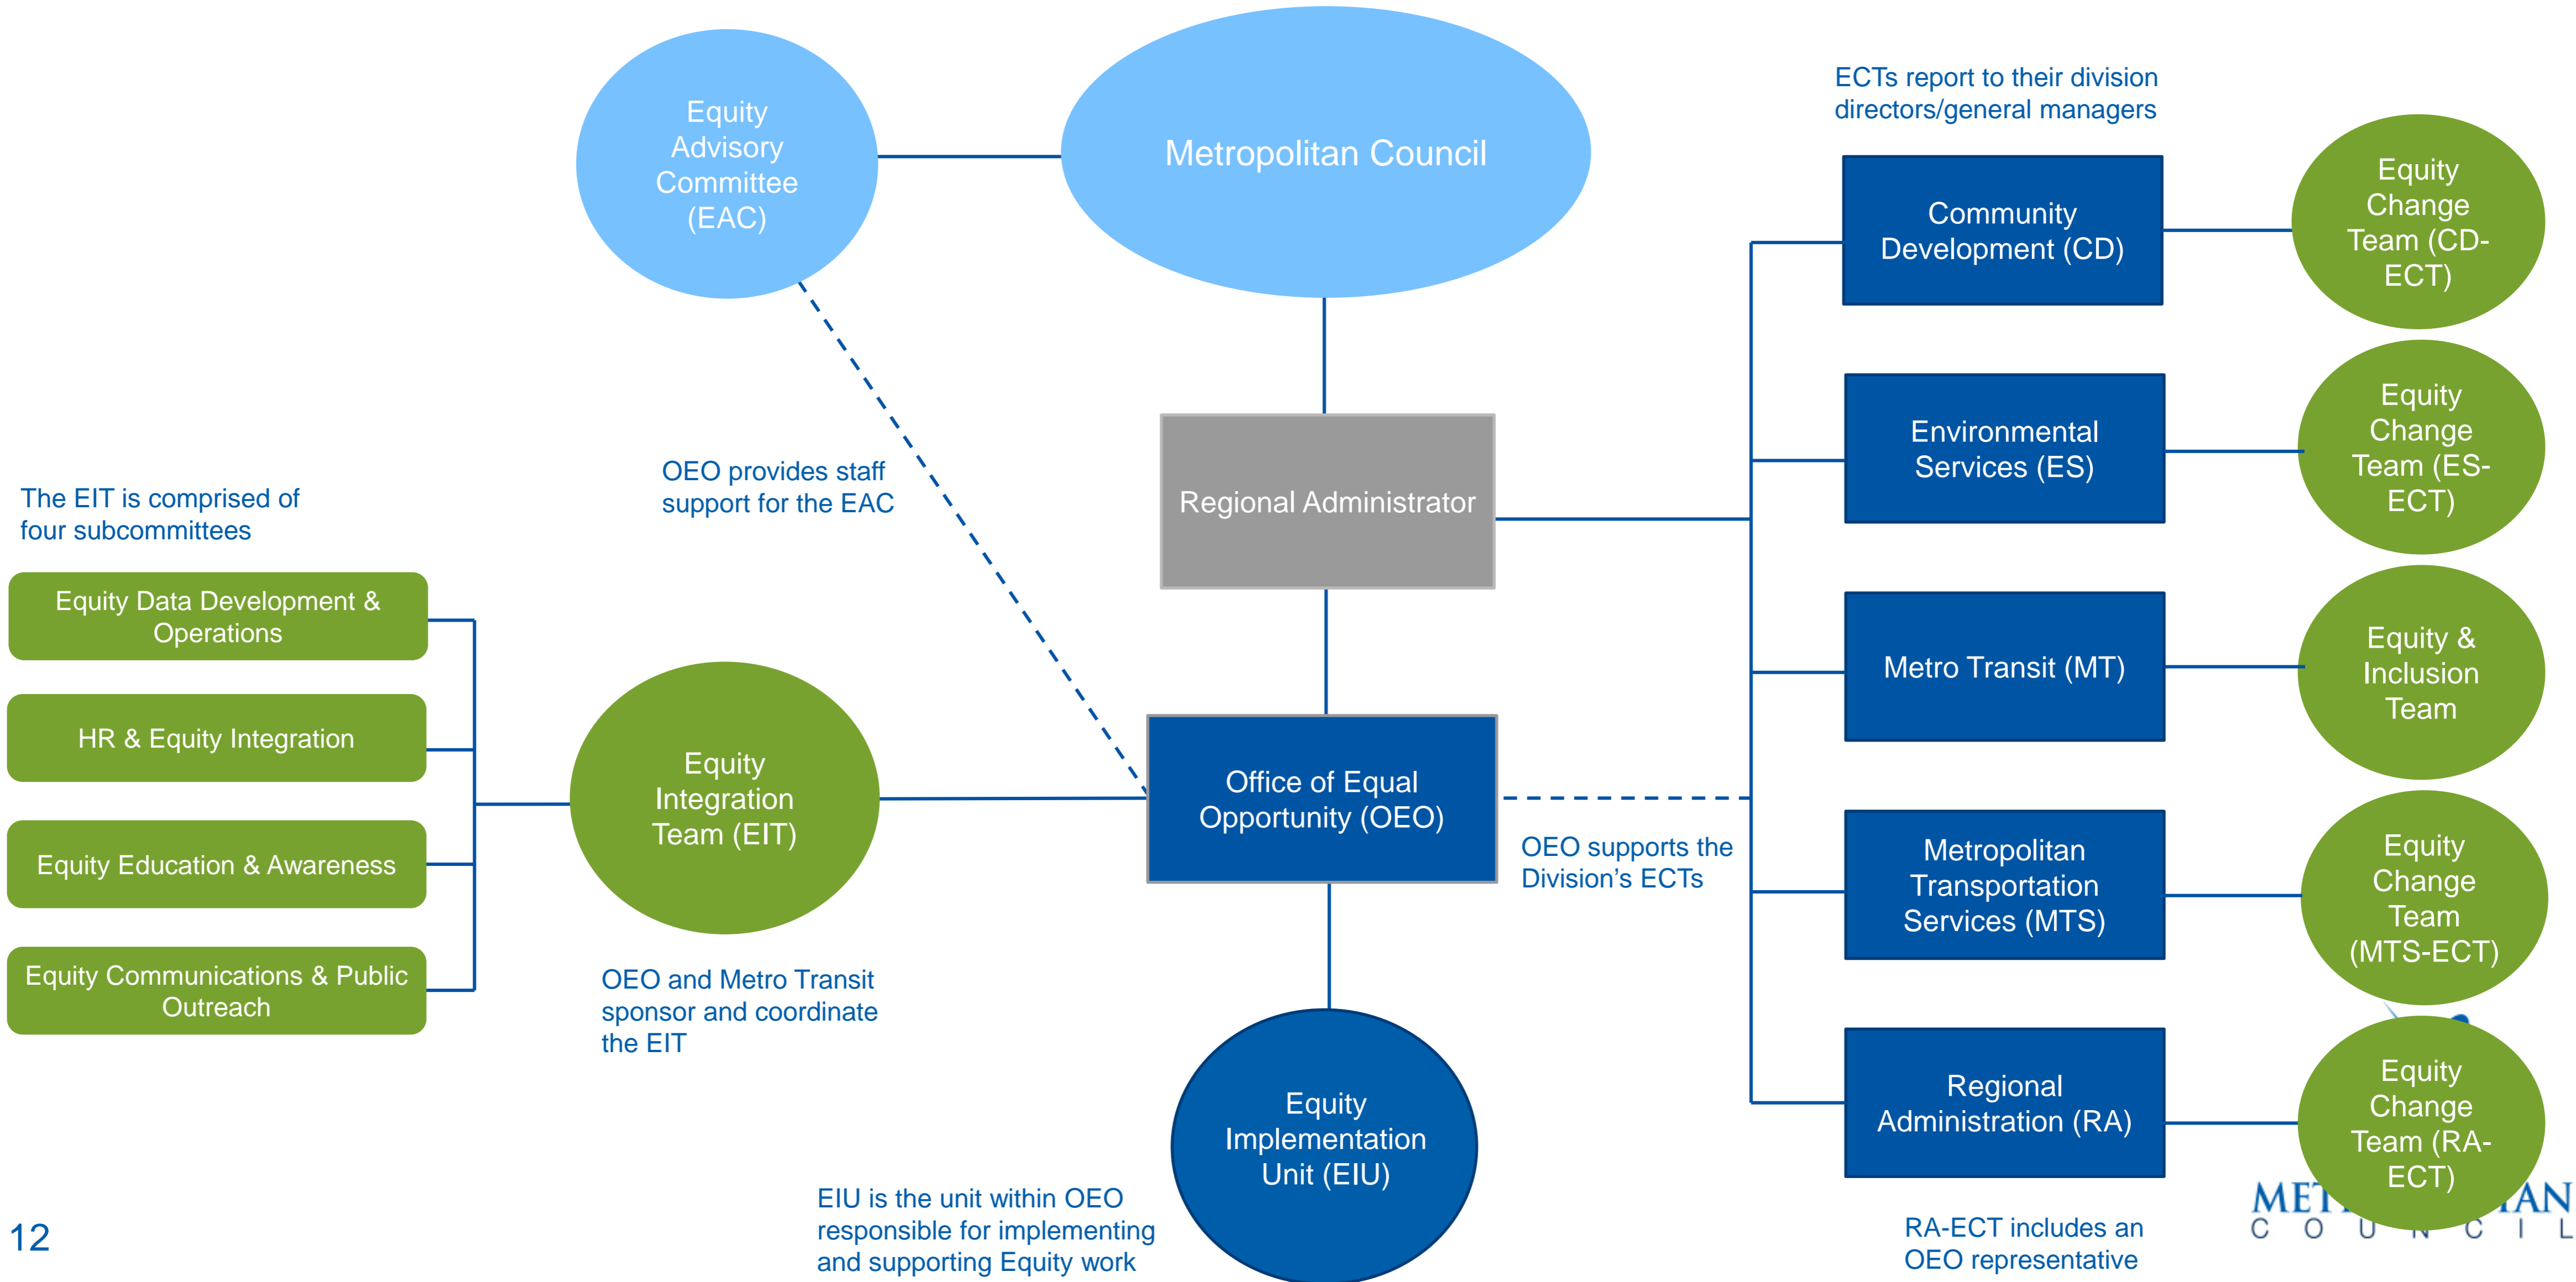 Equity
Advisory
Committee
(EAC)
Metropolitan Council
ECTs report to their division
directors/general managers
Community
Development (CD)
Equity
Change
Team (CD-
ECT)
Environmental
Services (ES)
Equity
Change
Team (ES-
ECT)
Regional Administrator
OEO provides staff
support for the EAC
The EIT is comprised of
four subcommittees
Equity Data Development &
Operations
HR & Equity Integration
Equity Education & Awareness
Equity Communications & Public
Outreach
Equity
Integration
Team (EIT)
OEO and Metro Transit
sponsor and coordinate
the EIT
Office of Equal
Opportunity (OEO)
OEO supports the
Division’s ECTs
Metro Transit (MT)
Equity &
Inclusion
Team
Metropolitan
Transportation
Services (MTS)
Equity
Change
Team
(MTS-ECT)
Regional
Administration (RA)
Equity
Change
Team (RA-
ECT)
Equity
Implementation
Unit (EIU)
EIU is the unit within OEO
responsible for implementing
and supporting Equity work
RA-ECT includes an
OEO representative
12
COUNCIL